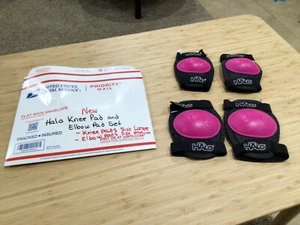 UNITED STATES
POSTAL SERVICE
PRIORITY
MAIL
FLAT RATE ENVELOPE
TRACKED ■ INSURED
New
Halo Knee Pad and
Elbow Pad Set
- Knee pads Size Large
- Elbow Pads Size
HALO
HALO
HALO
HALO